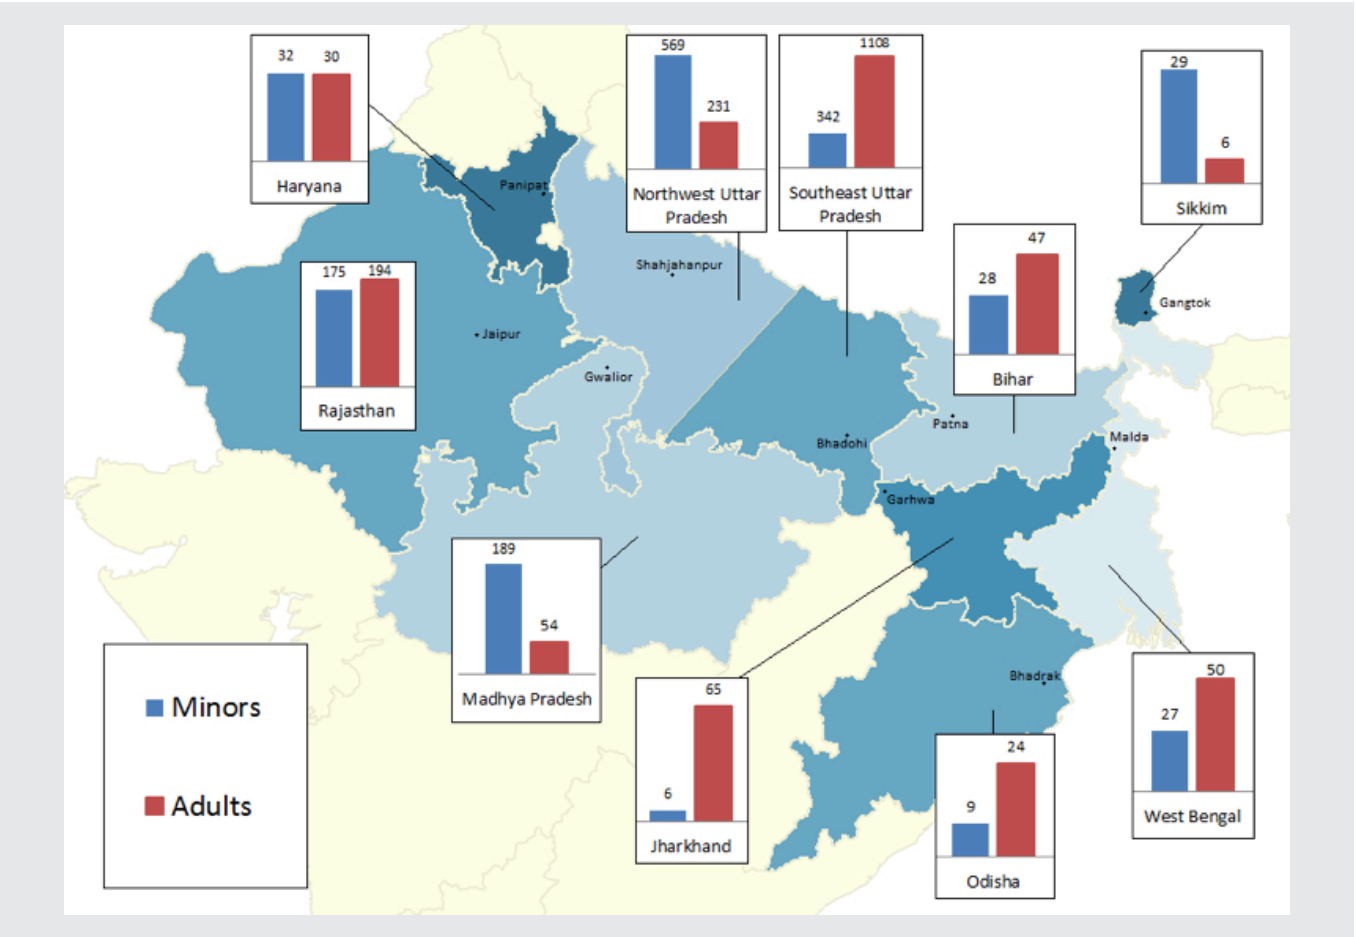 569
1108
32
30
29
231
342
6
Haryana
Panipat
Northwest Uttar
Pradesh
Southeast Uttar
Pradesh
Sikkim
47
28
175
194
Shahjahanpur
Gangtok
Jaipur
Gwalior
Bihar
Rajasthan
Patna
Bhadohi
Malda
Garhwa
189
54
Madhya Pradesh
65
6
Jharkhand
Bhadrak
24
9
Odisha
50
27
West Bengal
Minors
Adults